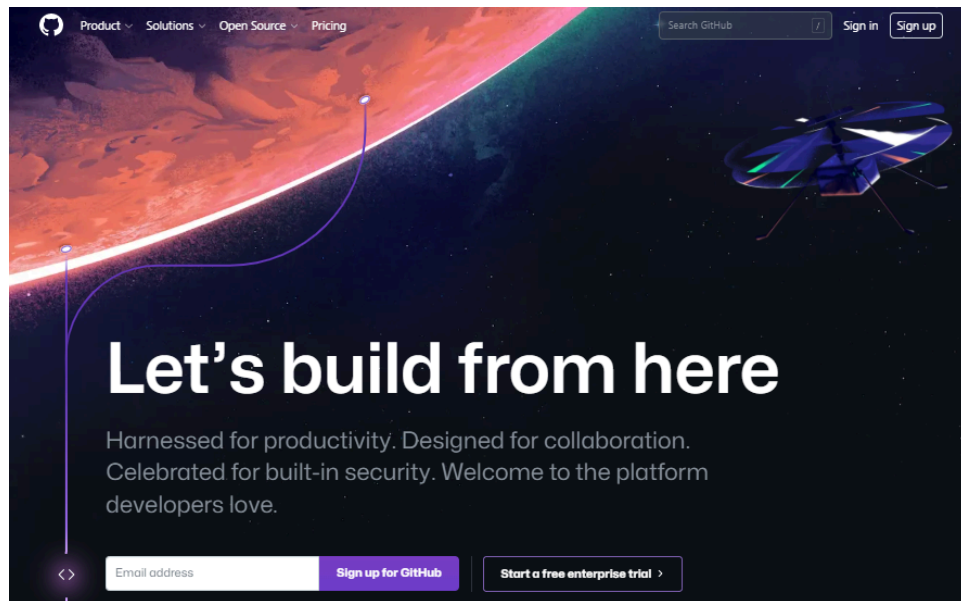 Product
Solutions
Open Source
Pricing
Search GitHub
/
Sign in
Sign up
Let’s build from here
Harnessed for productivity. Designed for collaboration.
Celebrated for built-in security. Welcome to the platform
developers love.
Email address
Sign up for GitHub
Start a free enterprise trial ›